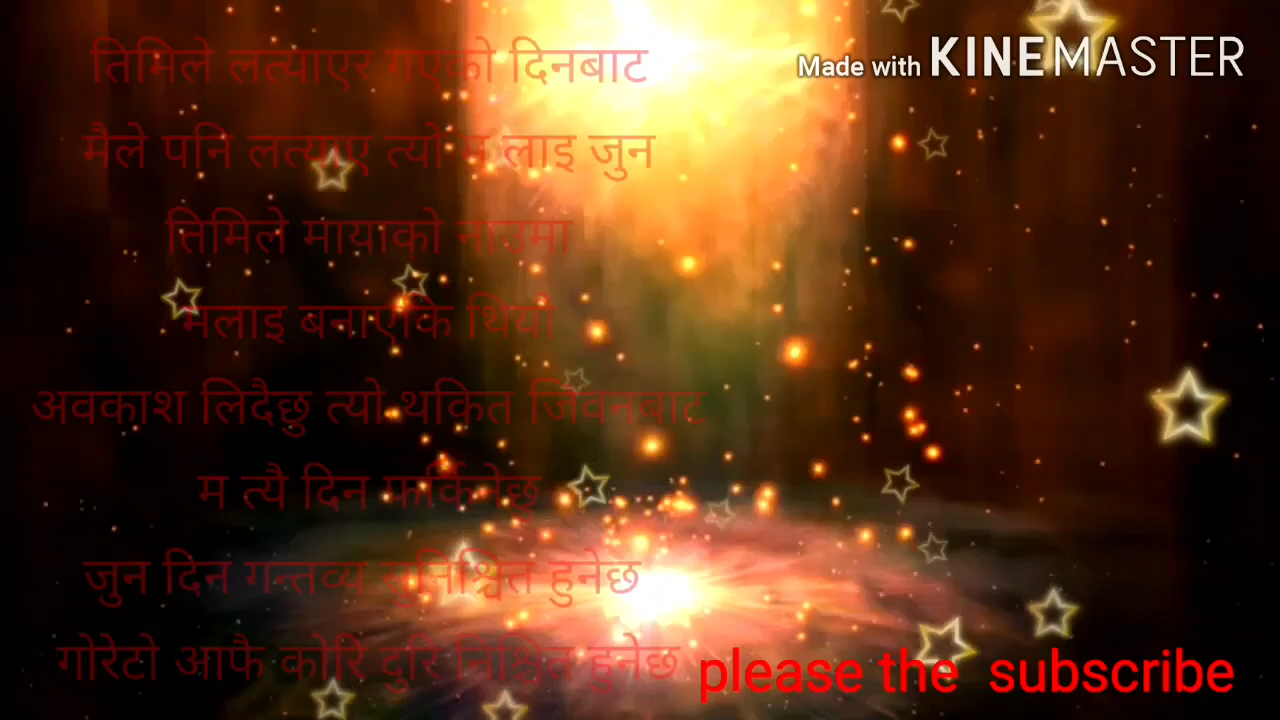 तिमिले लत्याएर गएको दिनबाट
मैले पनि लत्याए त्यो म लाइ जुन
तिमिले मायाको नाउमा
मलाइ बनाएकि थियौ
अवकाश लिदैछु त्यो थकित जिवनबाट
म त्यै दिन फर्किनेछु
जुन दिन गन्तव्य सुनिश्चित हुनेछ
गोरेटो आफै कोरि दुरि निश्चित हुनेछ
Made with KINEMASTER
please the subscribe